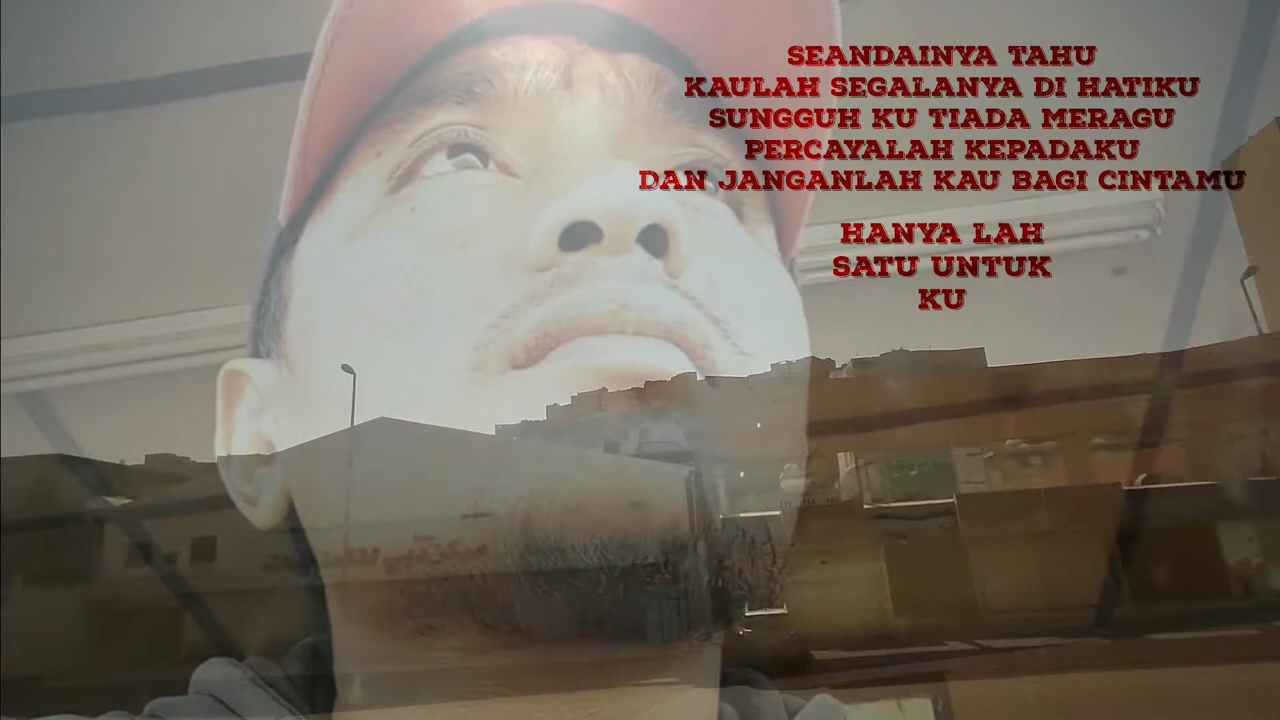 SEANDAINYA TAHU
KAULAH SEGALANYA DI HATIKU
SUNGGUH KU TIADA MERAGU
PERCAYALAH KEPADAKU
DAN JANGANLAH KAU BAGI CINTAMU
HANYA LAH
SATU UNTUK
KU